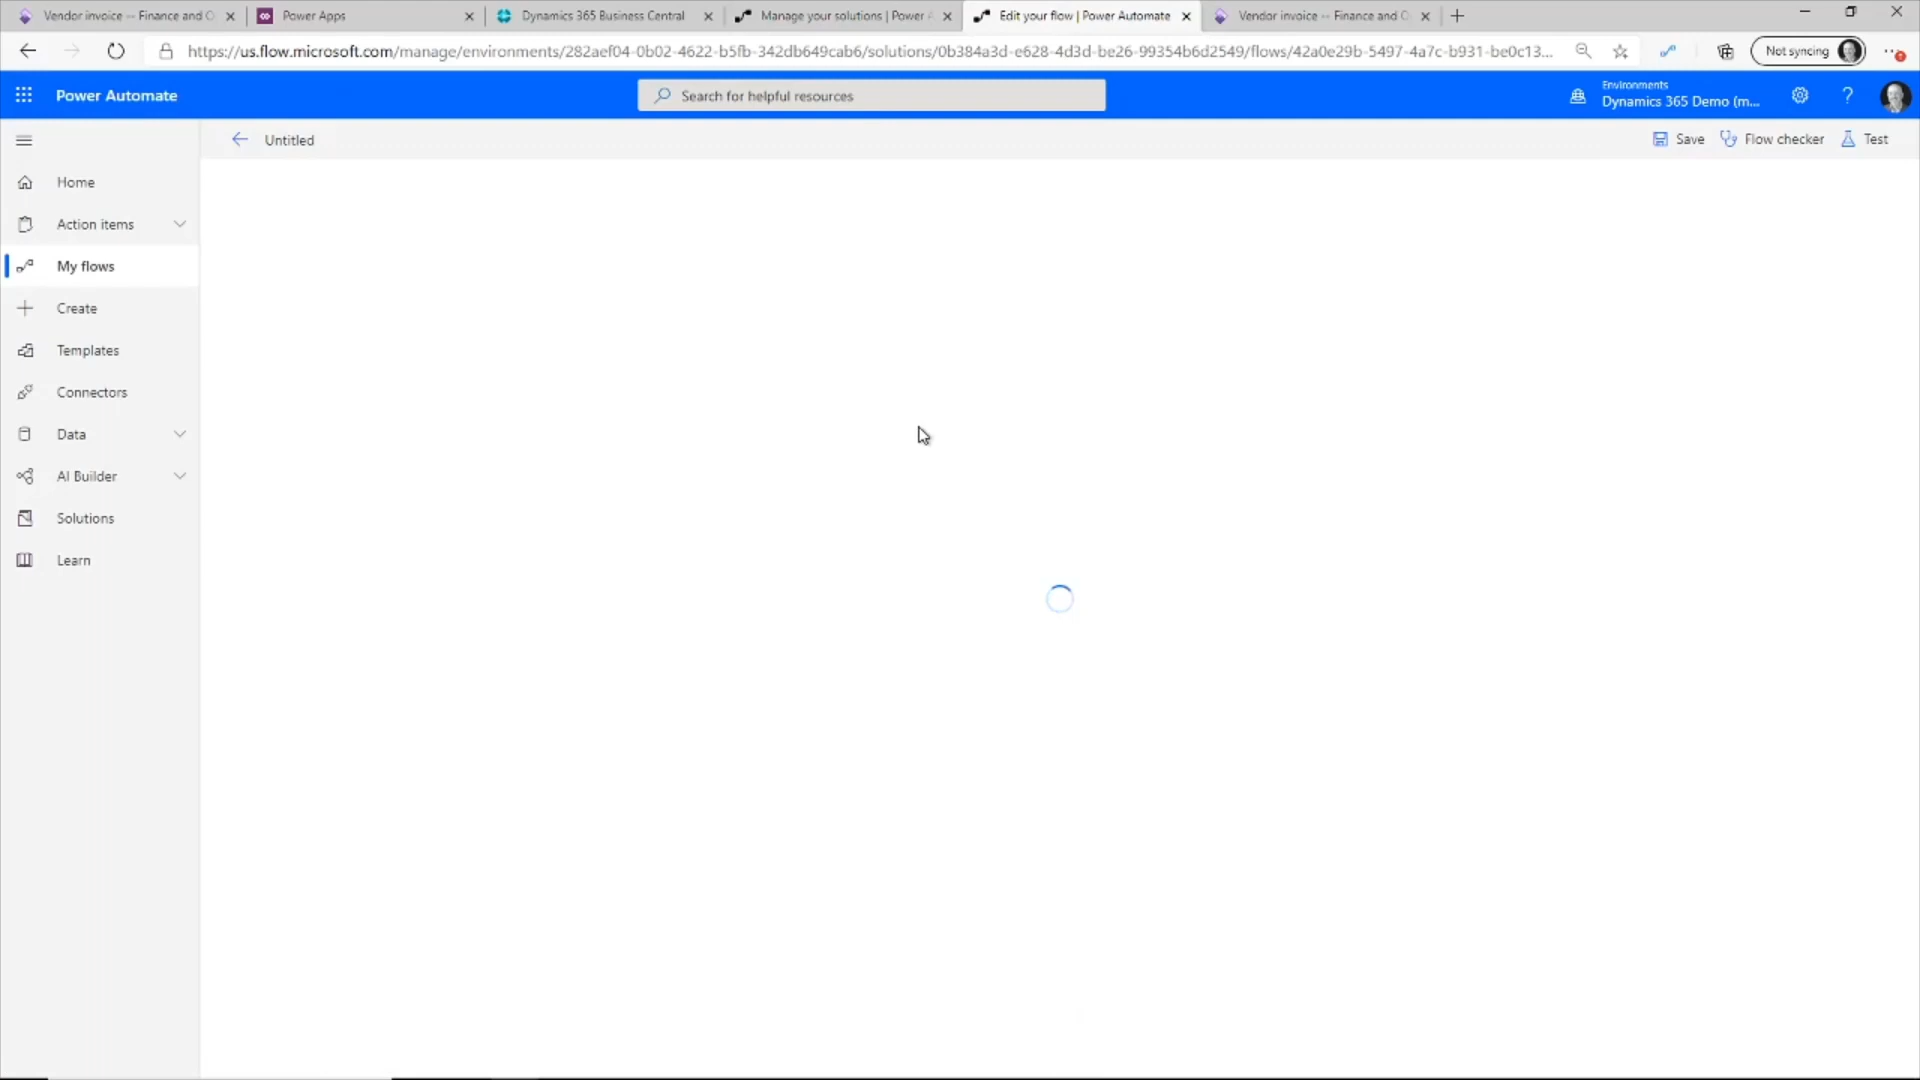 Vendor invoice -- Finance and O
Power Apps
Dynamics 365 Business Central
Manage your solutions | Power A
Edit your flow | Power Automate
Vendor invoice -- Finance and O
https://us.flow.microsoft.com/manage/environments/282aef04-0b02-4622-b5fb-342db649cab6/solutions/0b384a3d-e628-4d3d-be26-99354b6d2549/flows/42a0e29b-5497-4a7c-b931-be0c13...
Not syncing
Power Automate
Search for helpful resources
Environments
Dynamics 365 Demo (m...
Untitled
Save
Flow checker
Test
Home
Action items
My flows
Create
Templates
Connectors
Data
AI Builder
Solutions
Learn